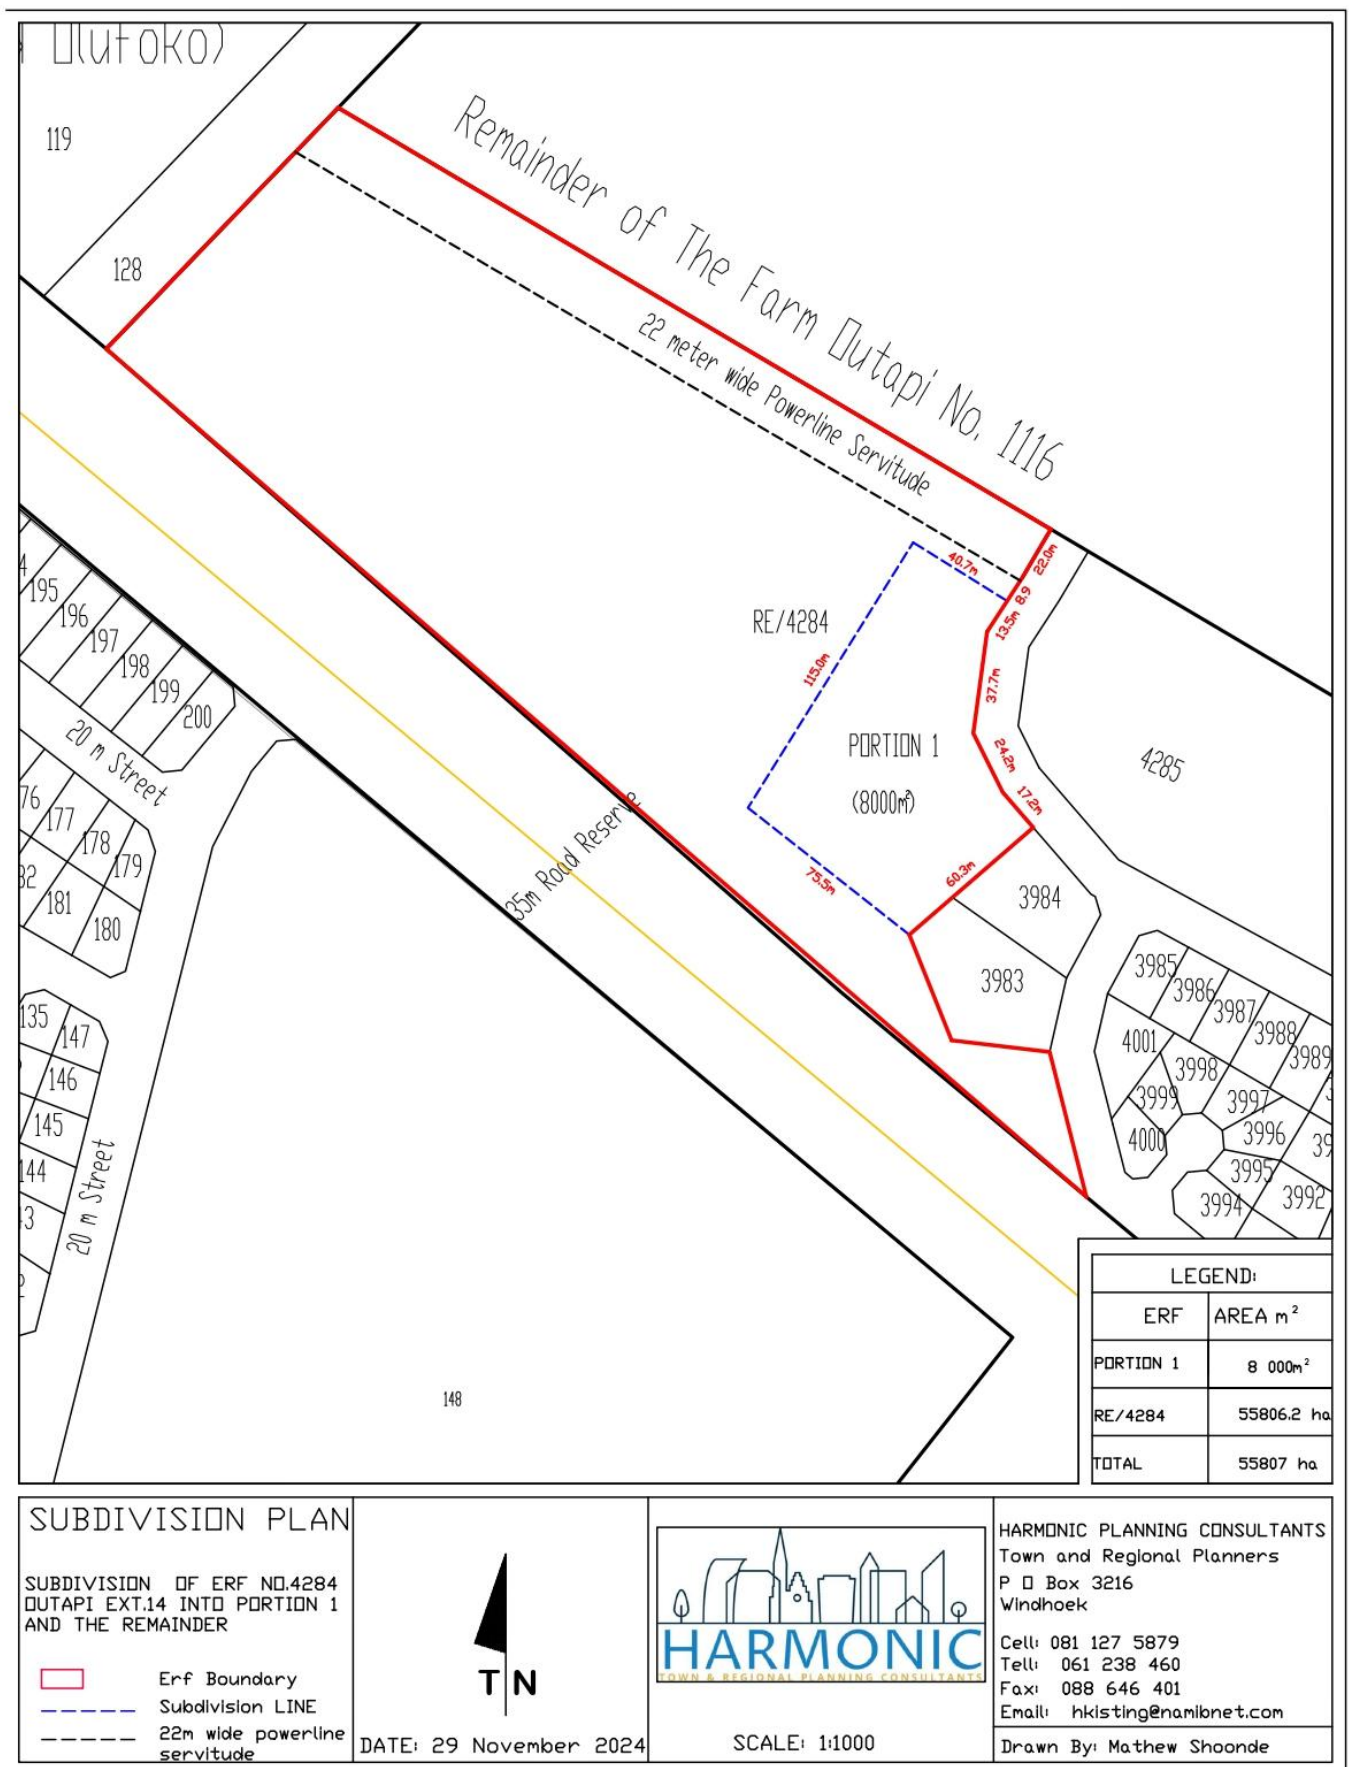 Olutoko)
119
128
Remainder of The Farm Outapi No. 1116
22 meter wide Powerline Servitude
40.7m
22.0m
8.9
13.5m
RE/4284
115.0m
37.7m
PORTION 1
(8000m²)
24.2m
17.2m
4285
75.5m
60.3m
3984
3983
35m Road Reserve
195
196
197
198
199
200
20 m Street
76
177
178
179
82
181
180
135
147
146
145
144
20 m Street
148
3985
3986
3987
3988
3989
4001
3998
3999
3997
4000
3996
3995
3994
3992
LEGEND:
ERF AREA m²
PORTION 1 8 000m²
RE/4284 55806.2 ha
TOTAL 55807 ha
SUBDIVISION PLAN
SUBDIVISION OF ERF NO.4284
OUTAPI EXT.14 INTO PORTION 1
AND THE REMAINDER
Erf Boundary
Subdivision LINE
22m wide powerline
servitude
TN
DATE: 29 November 2024
HARMONIC
TOWN & REGIONAL PLANNING CONSULTANTS
SCALE: 1:1000
HARMONIC PLANNING CONSULTANTS
Town and Regional Planners
P O Box 3216
Windhoek
Cell: 081 127 5879
Tell: 061 238 460
Fax: 088 646 401
Email: hkisting@namibnet.com
Drawn By: Mathew Shoonde